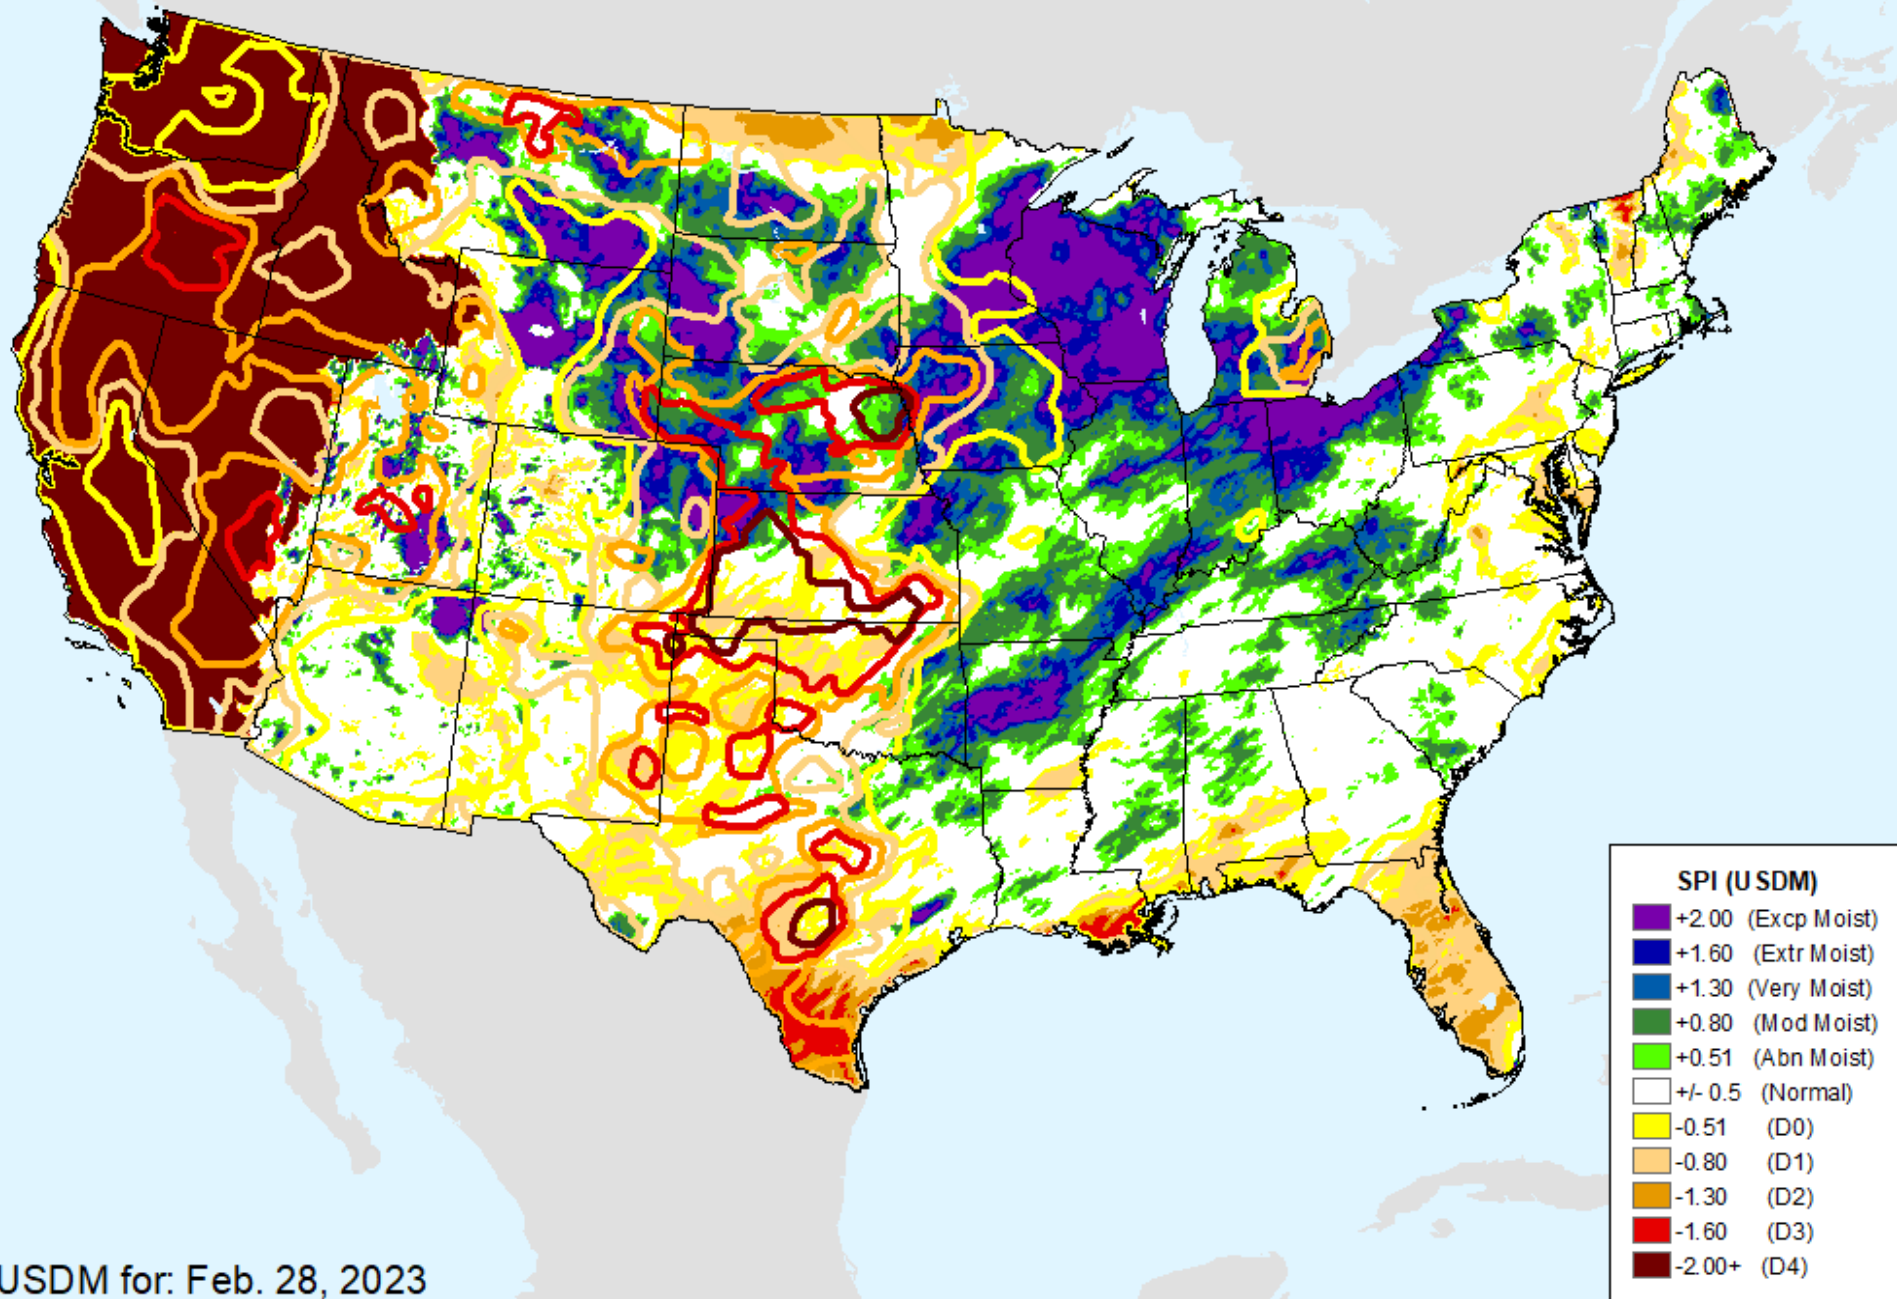 SPI (USDM)
+2.00 (Excp Moist)
+1.60 (Extr Moist)
+1.30 (Very Moist)
+0.80 (Mod Moist)
+0.51 (Abn Moist)
+/- 0.5 (Normal)
-0.51 (D0)
-0.80 (D1)
-1.30 (D2)
-1.60 (D3)
-2.00+ (D4)
USDM for: Feb. 28, 2023